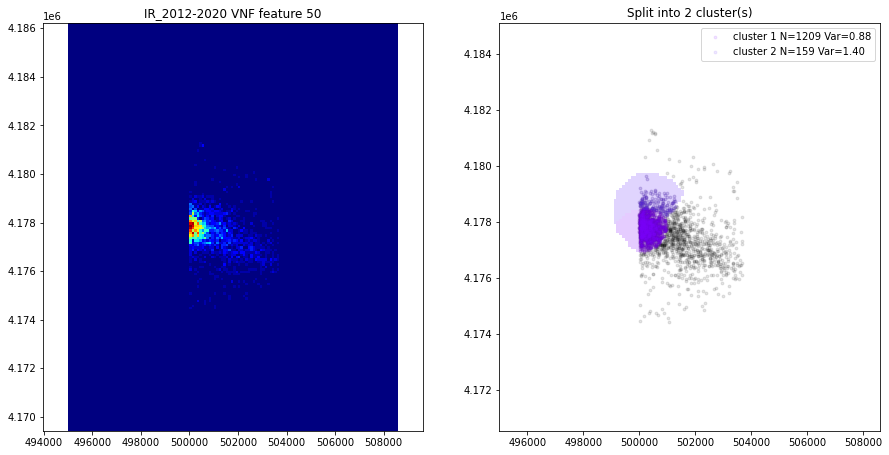 IR_2012-2020 VNF feature 50
1e6
4.186
4.184
4.182
4.180
4.178
4.176
4.174
4.172
4.170
494000 496000 498000 500000 502000 504000 506000 508000
Split into 2 cluster(s)
1e6
cluster 1 N=1209 Var=0.88
cluster 2 N=159 Var=1.40
4.184
4.182
4.180
4.178
4.176
4.174
4.172
496000 498000 500000 502000 504000 506000 508000